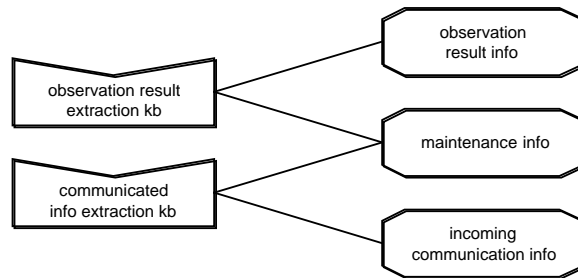 observation
result info
observation result
extraction kb
maintenance info
communicated
info extraction kb
incoming
communication info